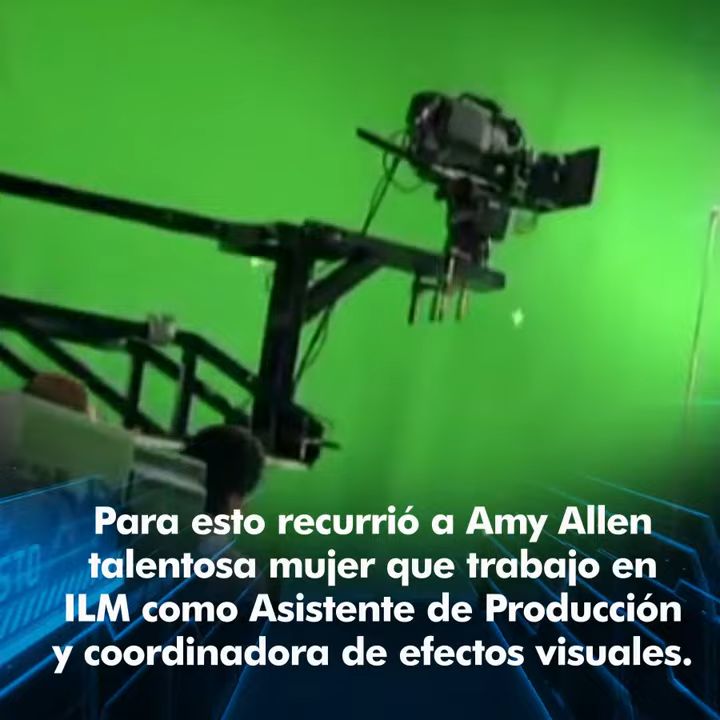 Para esto recurrió a Amy Allen
talentosa mujer que trabajo en
ILM como Asistente de Producción
y coordinadora de efectos visuales.